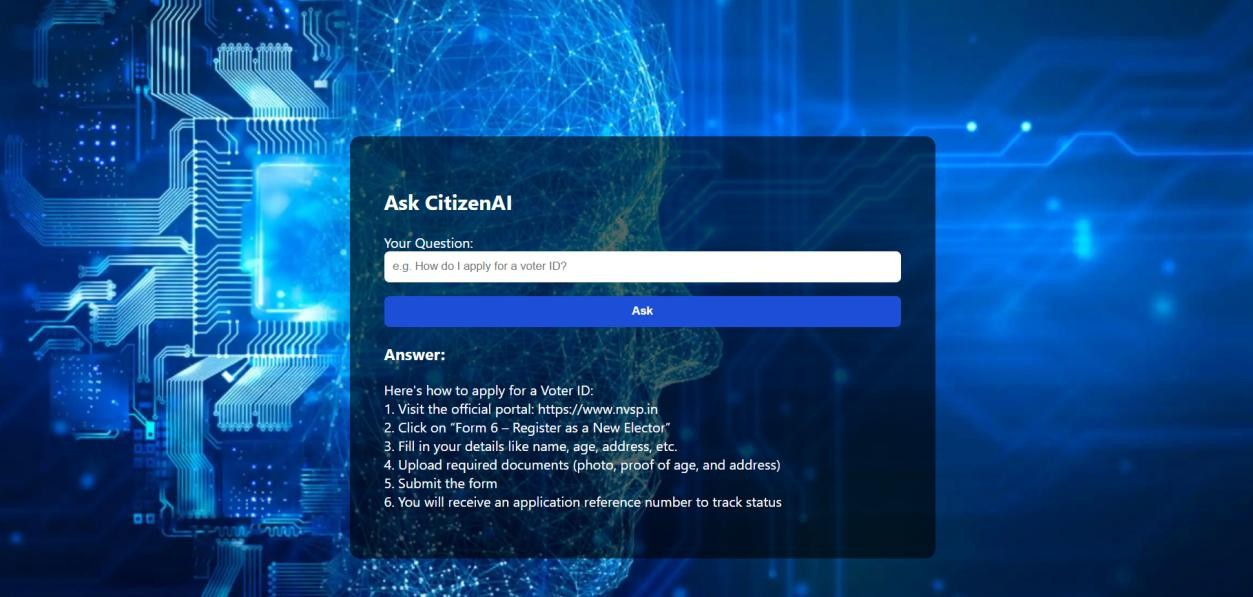 Ask CitizenAI
Your Question:
e.g. How do I apply for a voter ID?
Ask
Answer:
Here's how to apply for a Voter ID:
1. Visit the official portal: https://www.nvsp.in
2. Click on “Form 6 – Register as a New Elector”
3. Fill in your details like name, age, address, etc.
4. Upload required documents (photo, proof of age, and address)
5. Submit the form
6. You will receive an application reference number to track status